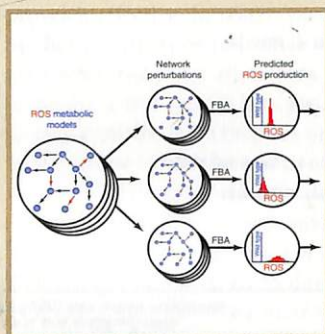 Network
perturbations
Predicted
ROS production
ROS metabolic
models
FBA
ROS
FBA
ROS
FBA
ROS